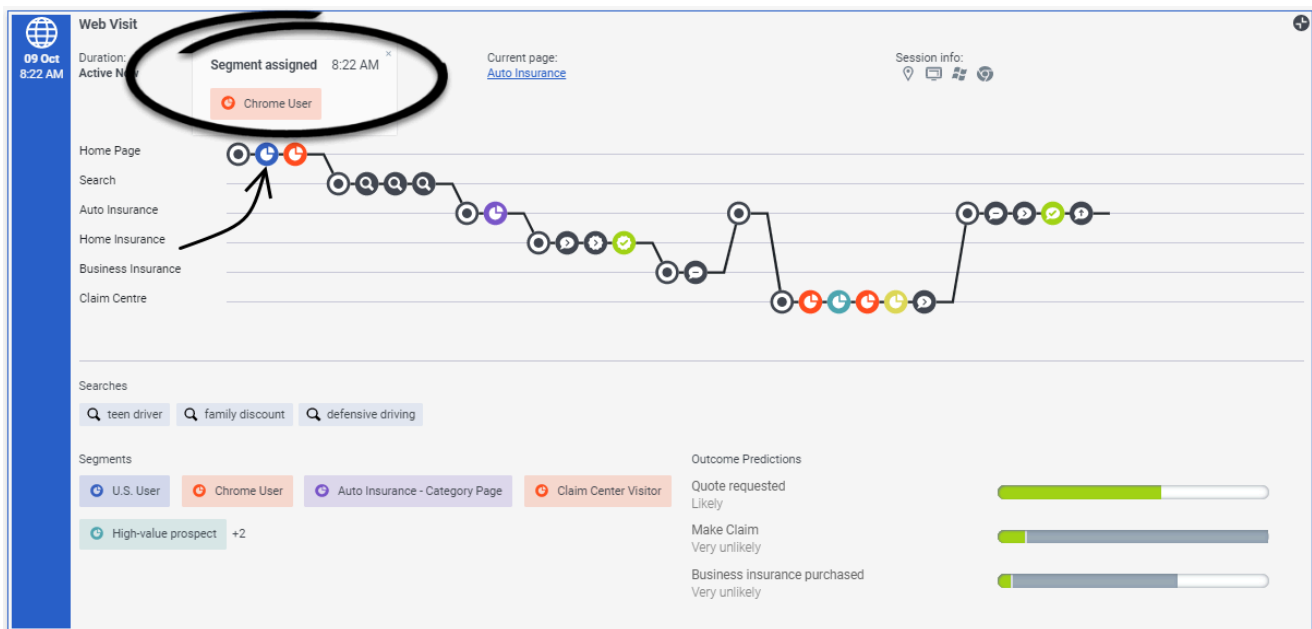 Web Visit
09 Oct
8:22 AM
Duration:
Active Now
Segment assigned 8:22 AM ×
Chrome User
Current page:
Auto Insurance
Session info:
Home Page
Search
Auto Insurance
Home Insurance
Business Insurance
Claim Centre
Searches
teen driver family discount defensive driving
Segments
U.S. User Chrome User Auto Insurance - Category Page Claim Center Visitor
High-value prospect +2
Outcome Predictions
Quote requested
Likely
Make Claim
Very unlikely
Business insurance purchased
Very unlikely